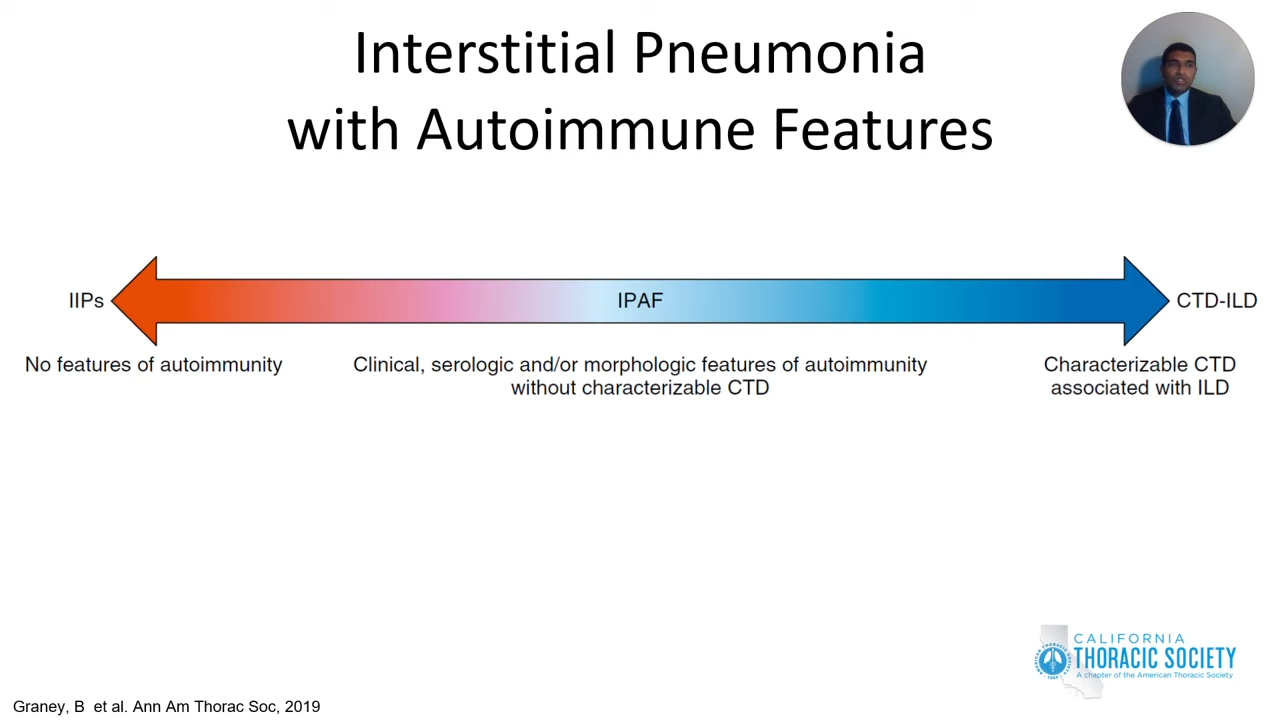 Interstitial Pneumonia
with Autoimmune Features
IIPs
IPAF
CTD-ILD
No features of autoimmunity
Clinical, serologic and/or morphologic features of autoimmunity
without characterizable CTD
Characterizable CTD
associated with ILD
CALIFORNIA
THORACIC SOCIETY
A chapter of the American Thoracic Society
Graney, B et al. Ann Am Thorac Soc, 2019